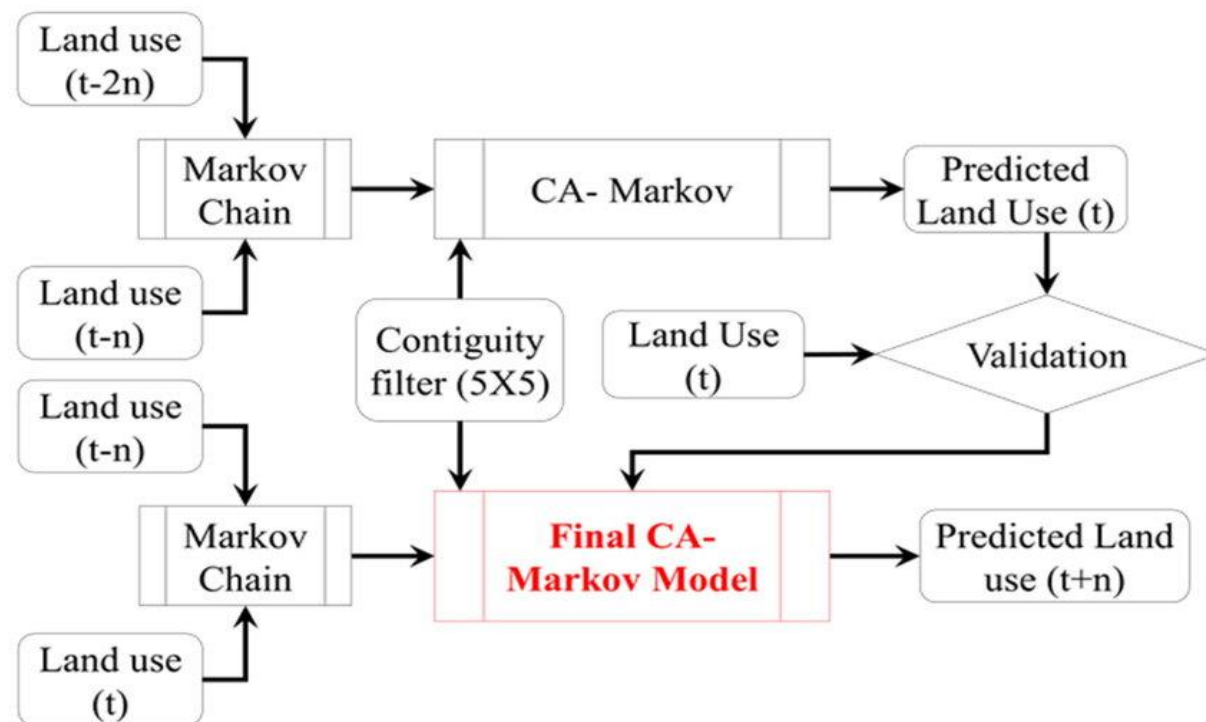 Land use
(t-2n)
Markov
Chain
CA- Markov
Predicted
Land Use (t)
Land use
(t-n)
Contiguity
filter (5X5)
Land Use
(t)
Validation
Land use
(t-n)
Markov
Chain
Final CA-
Markov Model
Predicted Land
use (t+n)
Land use
(t)